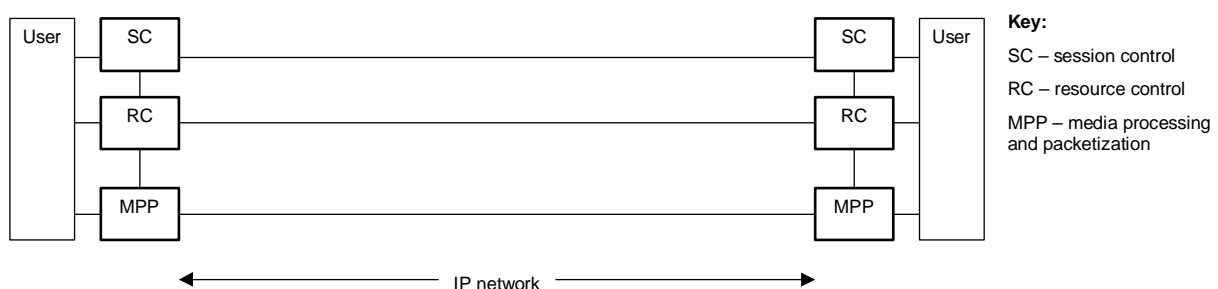 User
SC
SC
User
RC
RC
MPP
MPP
IP network
Key:
SC – session control
RC – resource control
MPP – media processing
and packetization